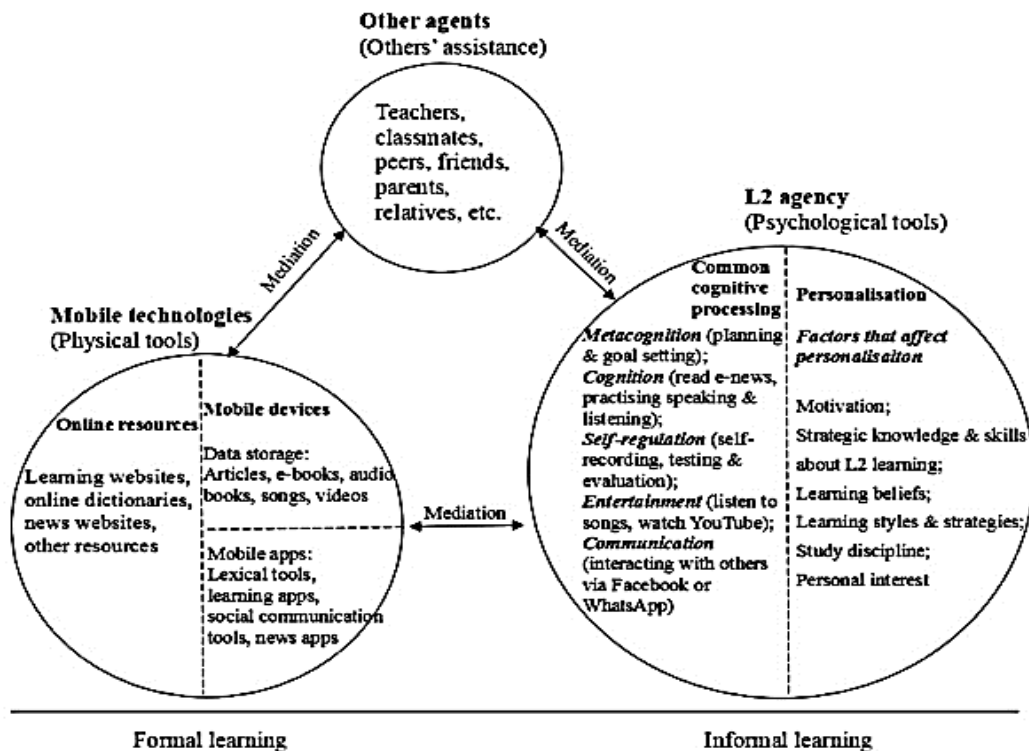 Other agents
(Others' assistance)
Teachers,
classmates,
peers, friends,
parents,
relatives, etc.
Mediation
Mediation
L2 agency
(Psychological tools)
Common
cognitive
processing
Metacognition (planning
& goal setting);
Cognition (read e-news,
practising speaking &
listening);
Self-regulation (self-
recording, testing &
evaluation);
Entertainment (listen to
songs, watch YouTube);
Communication
(interacting with others
via Facebook or
WhatsApp)
Personalisation
Factors that affect
personalisaiton
Motivation;
Strategic knowledge & skills
about L2 learning;
Learning beliefs;
Learning styles & strategies;
Study discipline;
Personal interest
Mobile technologies
(Physical tools)
Online resources
Learning websites,
online dictionaries,
news websites,
other resources
Mobile devices
Data storage:
Articles, e-books, audio
books, songs, videos
Mobile apps:
Lexical tools,
learning apps,
social communication
tools, news apps
Mediation
Formal learning
Informal learning